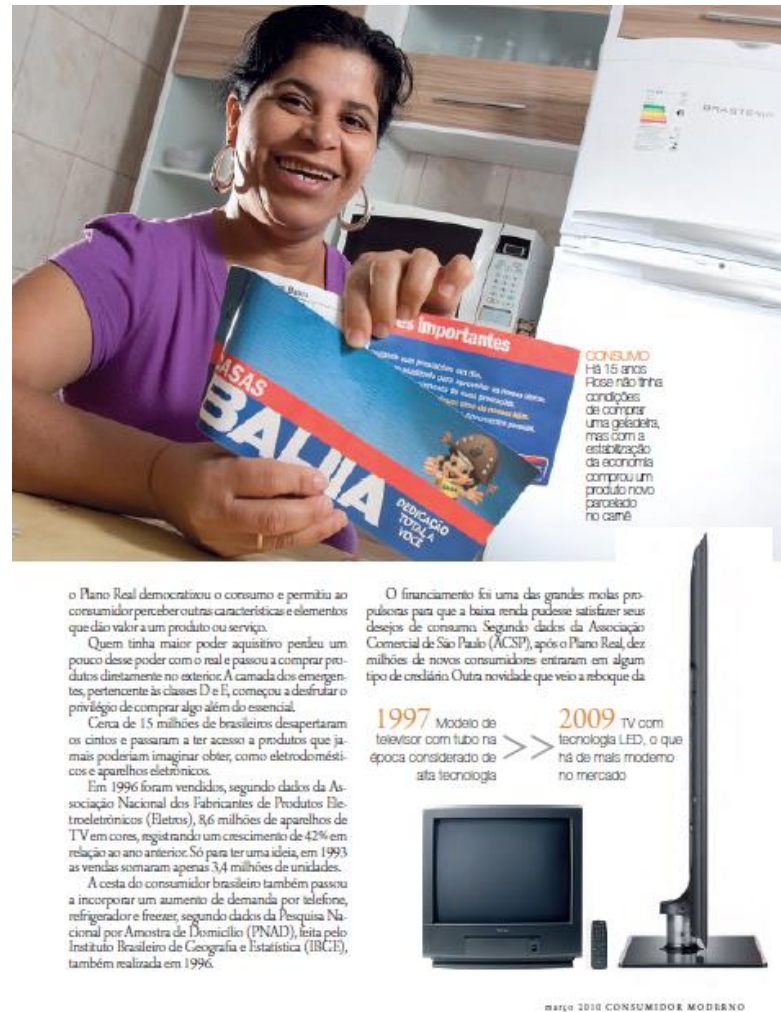 BRASTEMP
es importantes
CASAS
BAHIA
DEDICAÇÃO
TOTAL A
VOCÊ
CONSUMO
Há 15 anos
Rose não tinha
condições
de comprar
uma geladeira,
mas com a
estabilização
da economia
comprou um
produto novo
parcelado
no carnê
o Plano Real democratizou o consumo e permitiu ao
consumidor perceber outras características e elementos
que dão valor a um produto ou serviço.
Quem tinha maior poder aquisitivo perdeu um
pouco desse poder com o real e passou a comprar pro-
dutos diretamente no exterior. A camada dos emergen-
tes, pertencente às classes D e E, começou a desfrutar o
privilégio de comprar algo além do essencial.
Cerca de 15 milhões de brasileiros desapertaram
os cintos e passaram a ter acesso a produtos que ja-
mais poderiam imaginar obter, como eletrodomésti-
cos e aparelhos eletrônicos.
Em 1996 foram vendidos, segundo dados da As-
sociação Nacional dos Fabricantes de Produtos Ele-
troeletrônicos (Eletros), 8,6 milhões de aparelhos de
TV em cores, registrando um crescimento de 42% em
relação ao ano anterior. Só para ter uma ideia, em 1993
as vendas somaram apenas 3,4 milhões de unidades.
A cesta do consumidor brasileiro também passou
a incorporar um aumento de demanda por telefone,
refrigerador e freezer, segundo dados da Pesquisa Na-
cional por Amostra de Domicílio (PNAD), feita pelo
Instituto Brasileiro de Geografia e Estatística (IBGE),
também realizada em 1996.
O financiamento foi uma das grandes molas pro-
pulsoras para que a baixa renda pudesse satisfazer seus
desejos de consumo. Segundo dados da Associação
Comercial de São Paulo (ACSP), após o Plano Real, dez
milhões de novos consumidores entraram em algum
tipo de crediário. Outra novidade que veio a reboque da
1997 Modelo de
televisor com tubo na
época considerado de
alta tecnologia
>>
2009 TV com
tecnologia LED, o que
há de mais moderno
no mercado
março 2010 CONSUMIDOR MODERNO